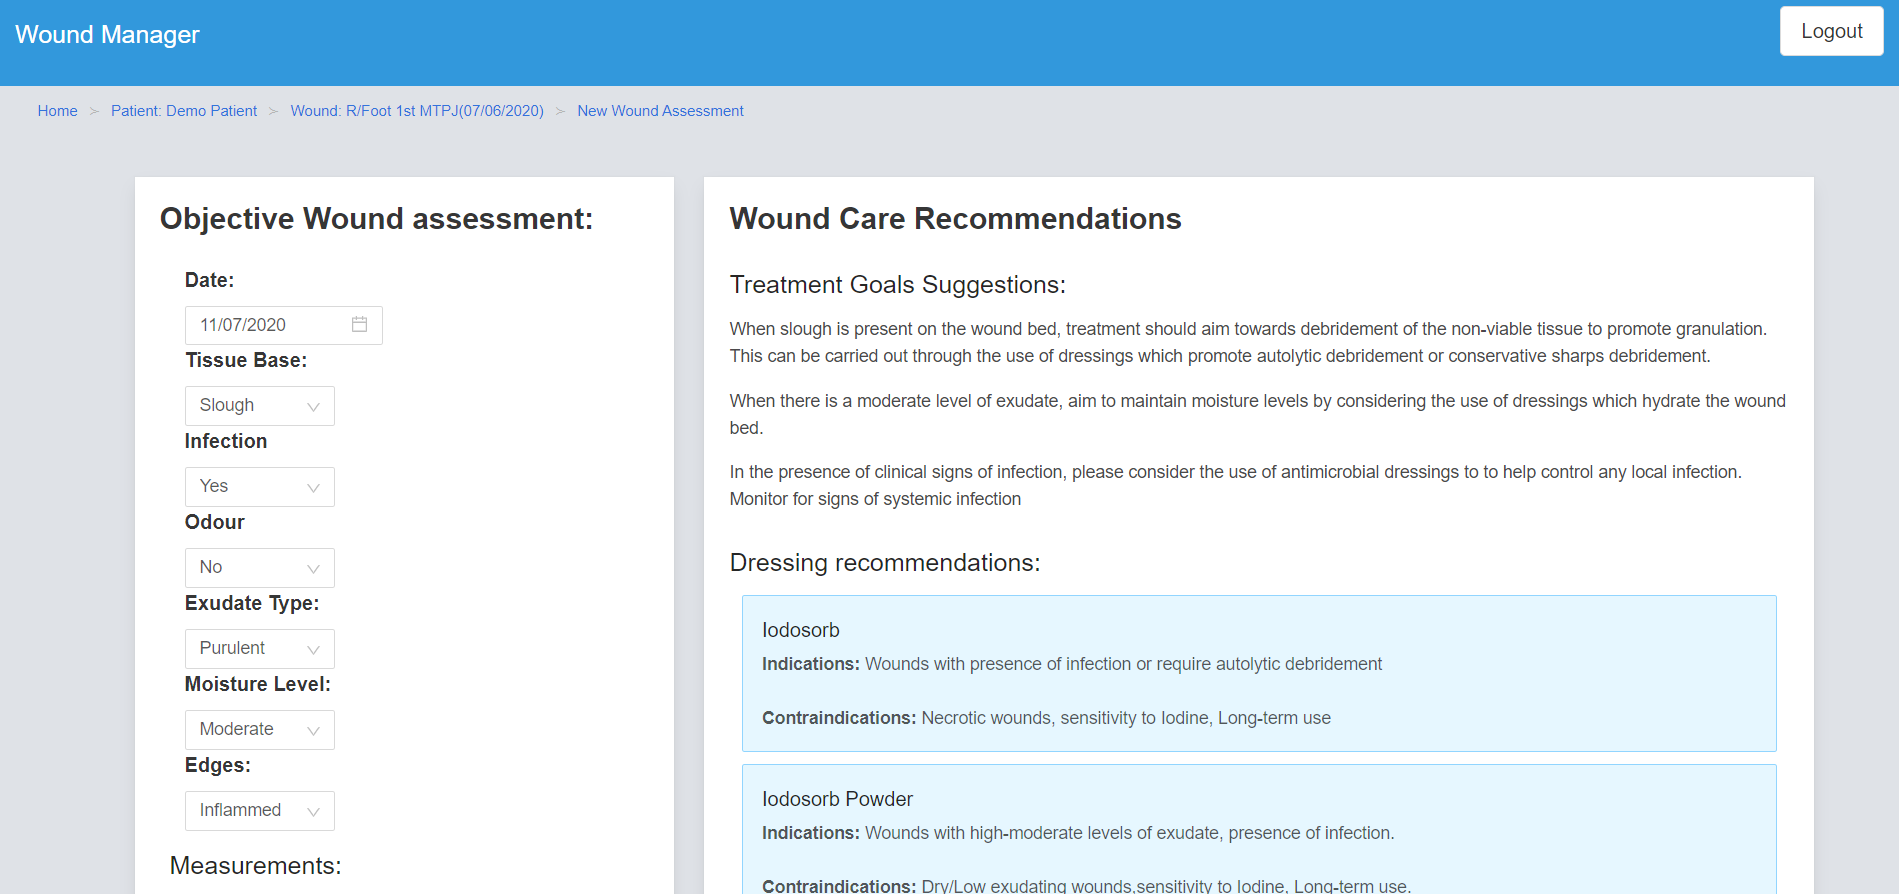 Wound Manager
Logout
Home > Patient: Demo Patient > Wound: R/Foot 1st MTPJ(07/06/2020) > New Wound Assessment
Objective Wound assessment:
Date:
11/07/2020
Tissue Base:
Slough
Infection
Yes
Odour
No
Exudate Type:
Purulent
Moisture Level:
Moderate
Edges:
Inflammed
Measurements:
Wound Care Recommendations
Treatment Goals Suggestions:
When slough is present on the wound bed, treatment should aim towards debridement of the non-viable tissue to promote granulation.
This can be carried out through the use of dressings which promote autolytic debridement or conservative sharps debridement.
When there is a moderate level of exudate, aim to maintain moisture levels by considering the use of dressings which hydrate the wound
bed.
In the presence of clinical signs of infection, please consider the use of antimicrobial dressings to to help control any local infection.
Monitor for signs of systemic infection
Dressing recommendations:
Iodosorb
Indications: Wounds with presence of infection or require autolytic debridement
Contraindications: Necrotic wounds, sensitivity to Iodine, Long-term use
Iodosorb Powder
Indications: Wounds with high-moderate levels of exudate, presence of infection.
Contraindications: Dry/Low exudating wounds,sensitivity to Iodine, Long-term use.